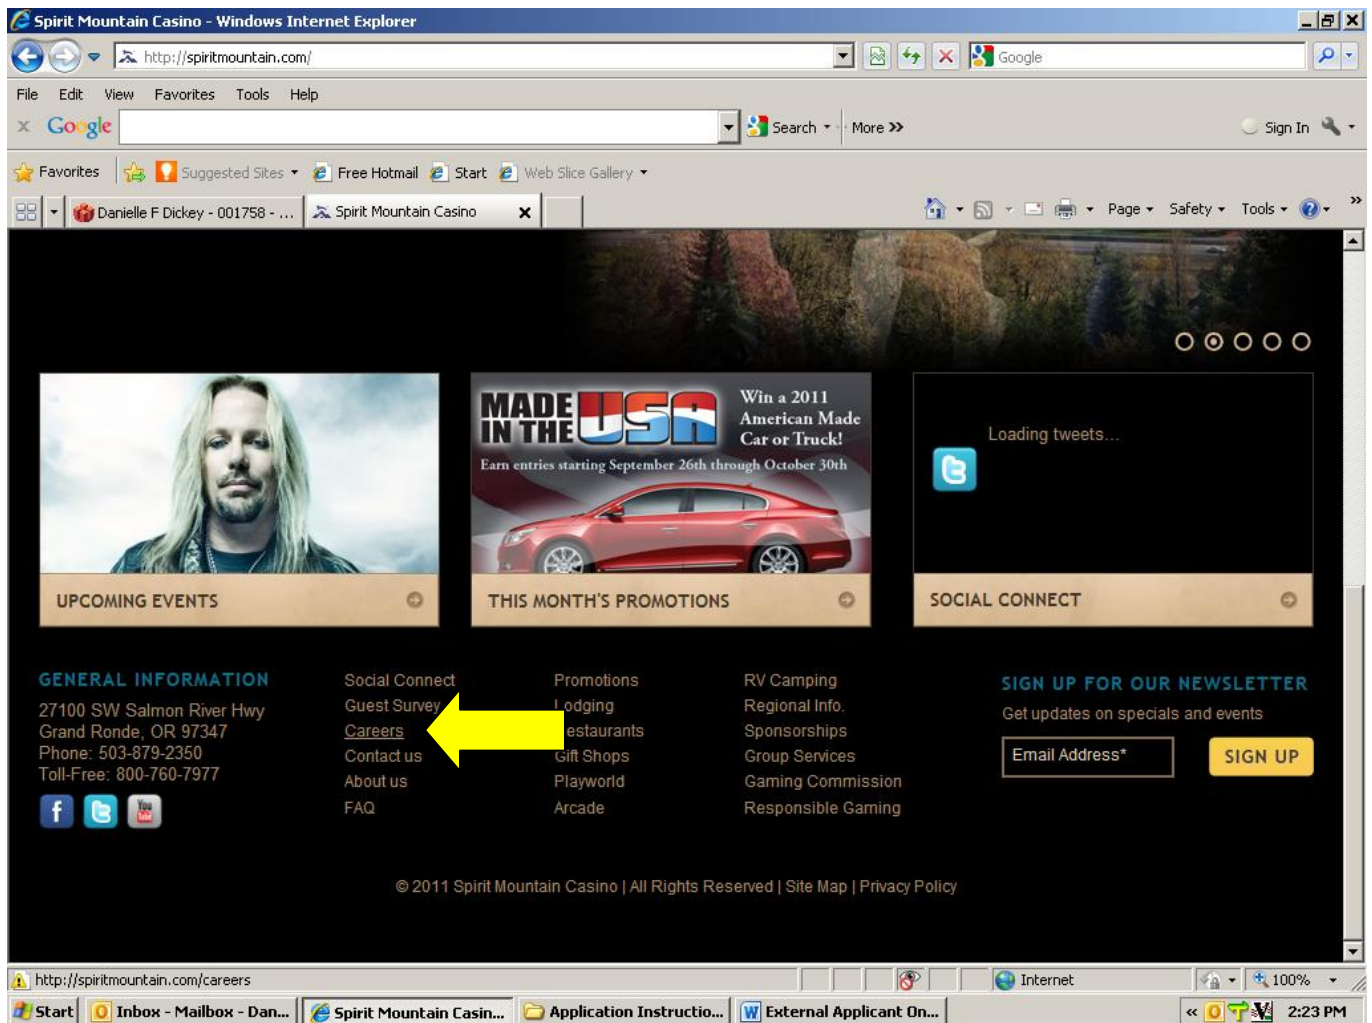 Spirit Mountain Casino - Windows Internet Explorer
http://spiritmountain.com/
Google
File Edit View Favorites Tools Help
x Google Search More >> Sign In
Favorites Suggested Sites Free Hotmail Start Web Slice Gallery
Danielle F Dickey - 001758 - ... Spirit Mountain Casino Page Safety Tools >>
MADE IN THE USA
Win a 2011
American Made
Car or Truck!
Earn entries starting September 26th through October 30th
Loading tweets...
UPCOMING EVENTS
THIS MONTH'S PROMOTIONS
SOCIAL CONNECT
GENERAL INFORMATION
27100 SW Salmon River Hwy
Grand Ronde, OR 97347
Phone: 503-879-2350
Toll-Free: 800-760-7977
You Tube
Social Connect
Guest Survey
Careers
Contact us
About us
FAQ
Promotions
Lodging
estaurants
Gift Shops
Playworld
Arcade
RV Camping
Regional Info.
Sponsorships
Group Services
Gaming Commission
Responsible Gaming
SIGN UP FOR OUR NEWSLETTER
Get updates on specials and events
Email Address*
SIGN UP
© 2011 Spirit Mountain Casino | All Rights Reserved | Site Map | Privacy Policy
http://spiritmountain.com/careers Internet 100%
Start Inbox - Mailbox - Dan... Spirit Mountain Casin... Application Instructio... External Applicant On... « 2:23 PM